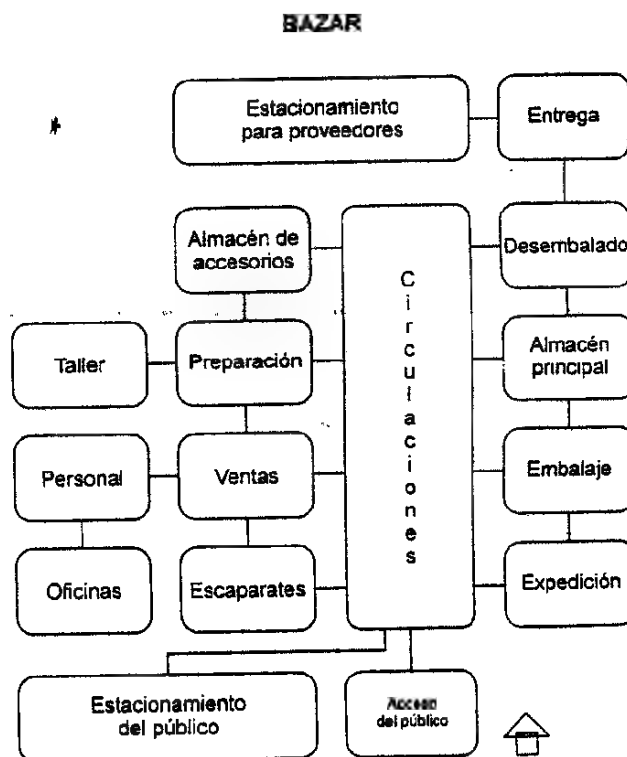 BAZAR
Estacionamiento
para proveedores
Entrega
Almacén de
accesorios
Circulaciones
Desembalado
Taller
Preparación
Almacén
principal
Personal
Ventas
Embalaje
Oficinas
Escaparates
Expedición
Estacionamiento
del público
Acceso
del público